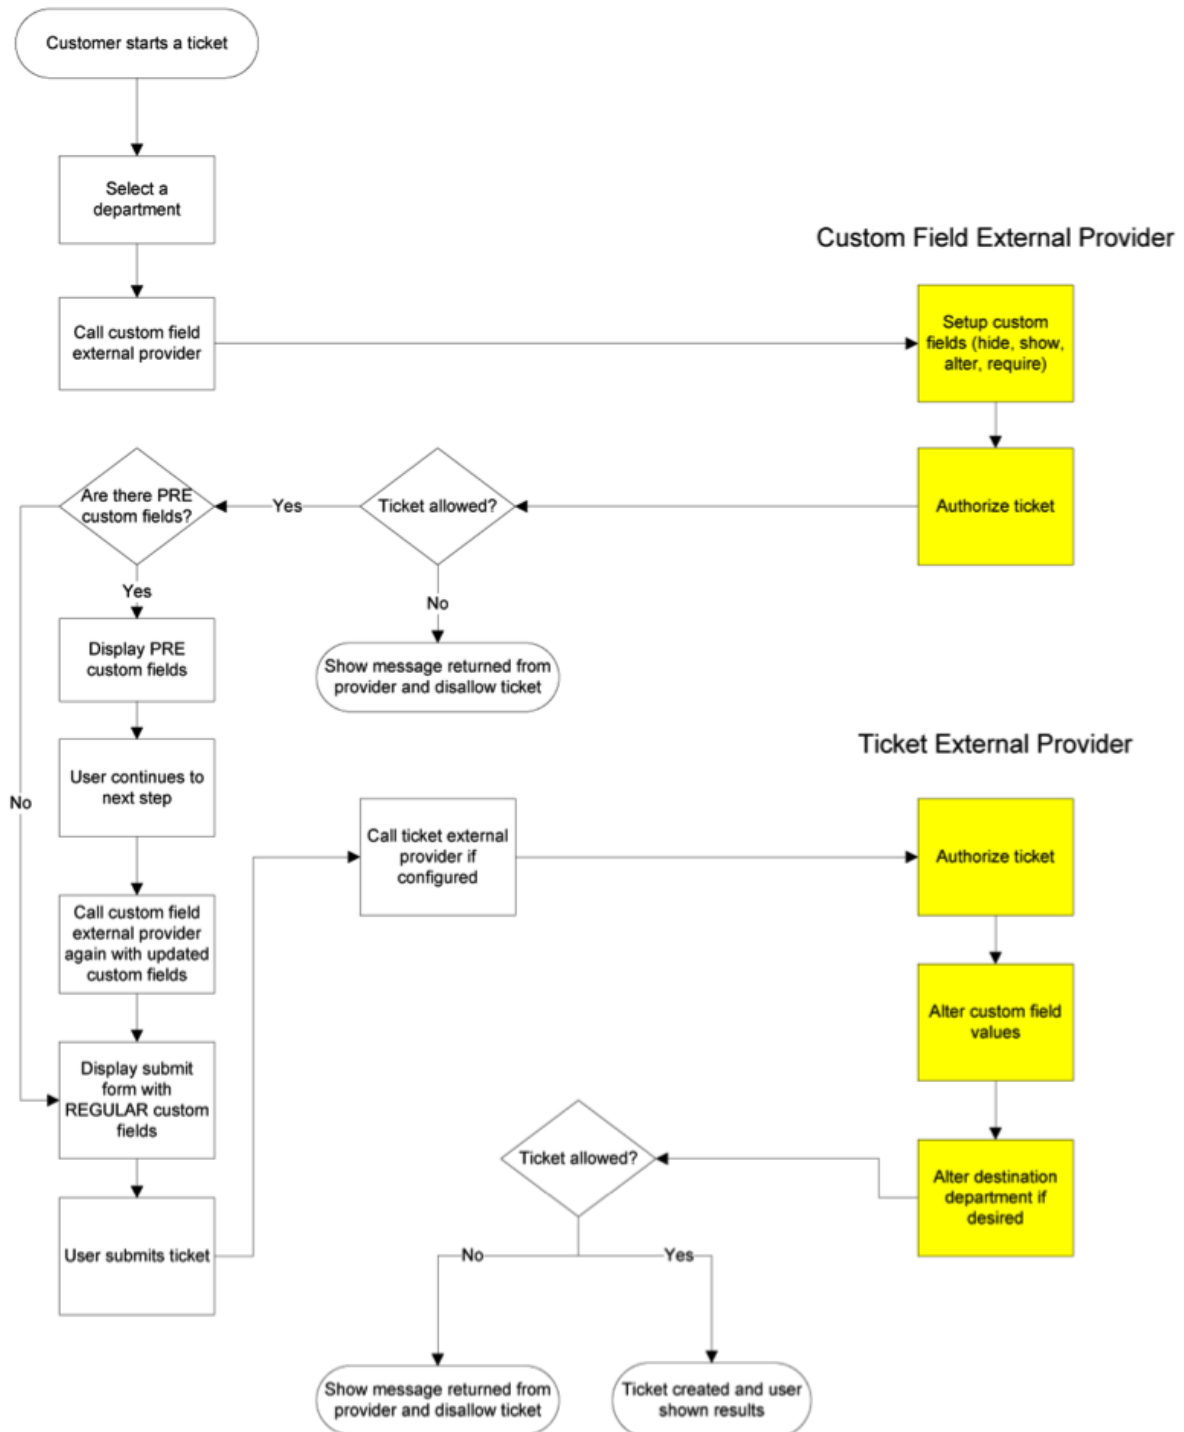 Customer starts a ticket
Select a
department
Custom Field External Provider
Call custom field
external provider
Setup custom
fields (hide, show,
alter, require)
Are there PRE
custom fields?
Yes
Ticket allowed?
Authorize ticket
Yes
No
Display PRE
custom fields
Show message returned from
provider and disallow ticket
Ticket External Provider
User continues to
next step
No
Call ticket external
provider if
configured
Authorize ticket
Call custom field
external provider
again with updated
custom fields
Alter custom field
values
Display submit
form with
REGULAR custom
fields
Ticket allowed?
Alter destination
department if
desired
User submits ticket
No
Yes
Show message returned from
provider and disallow ticket
Ticket created and user
shown results